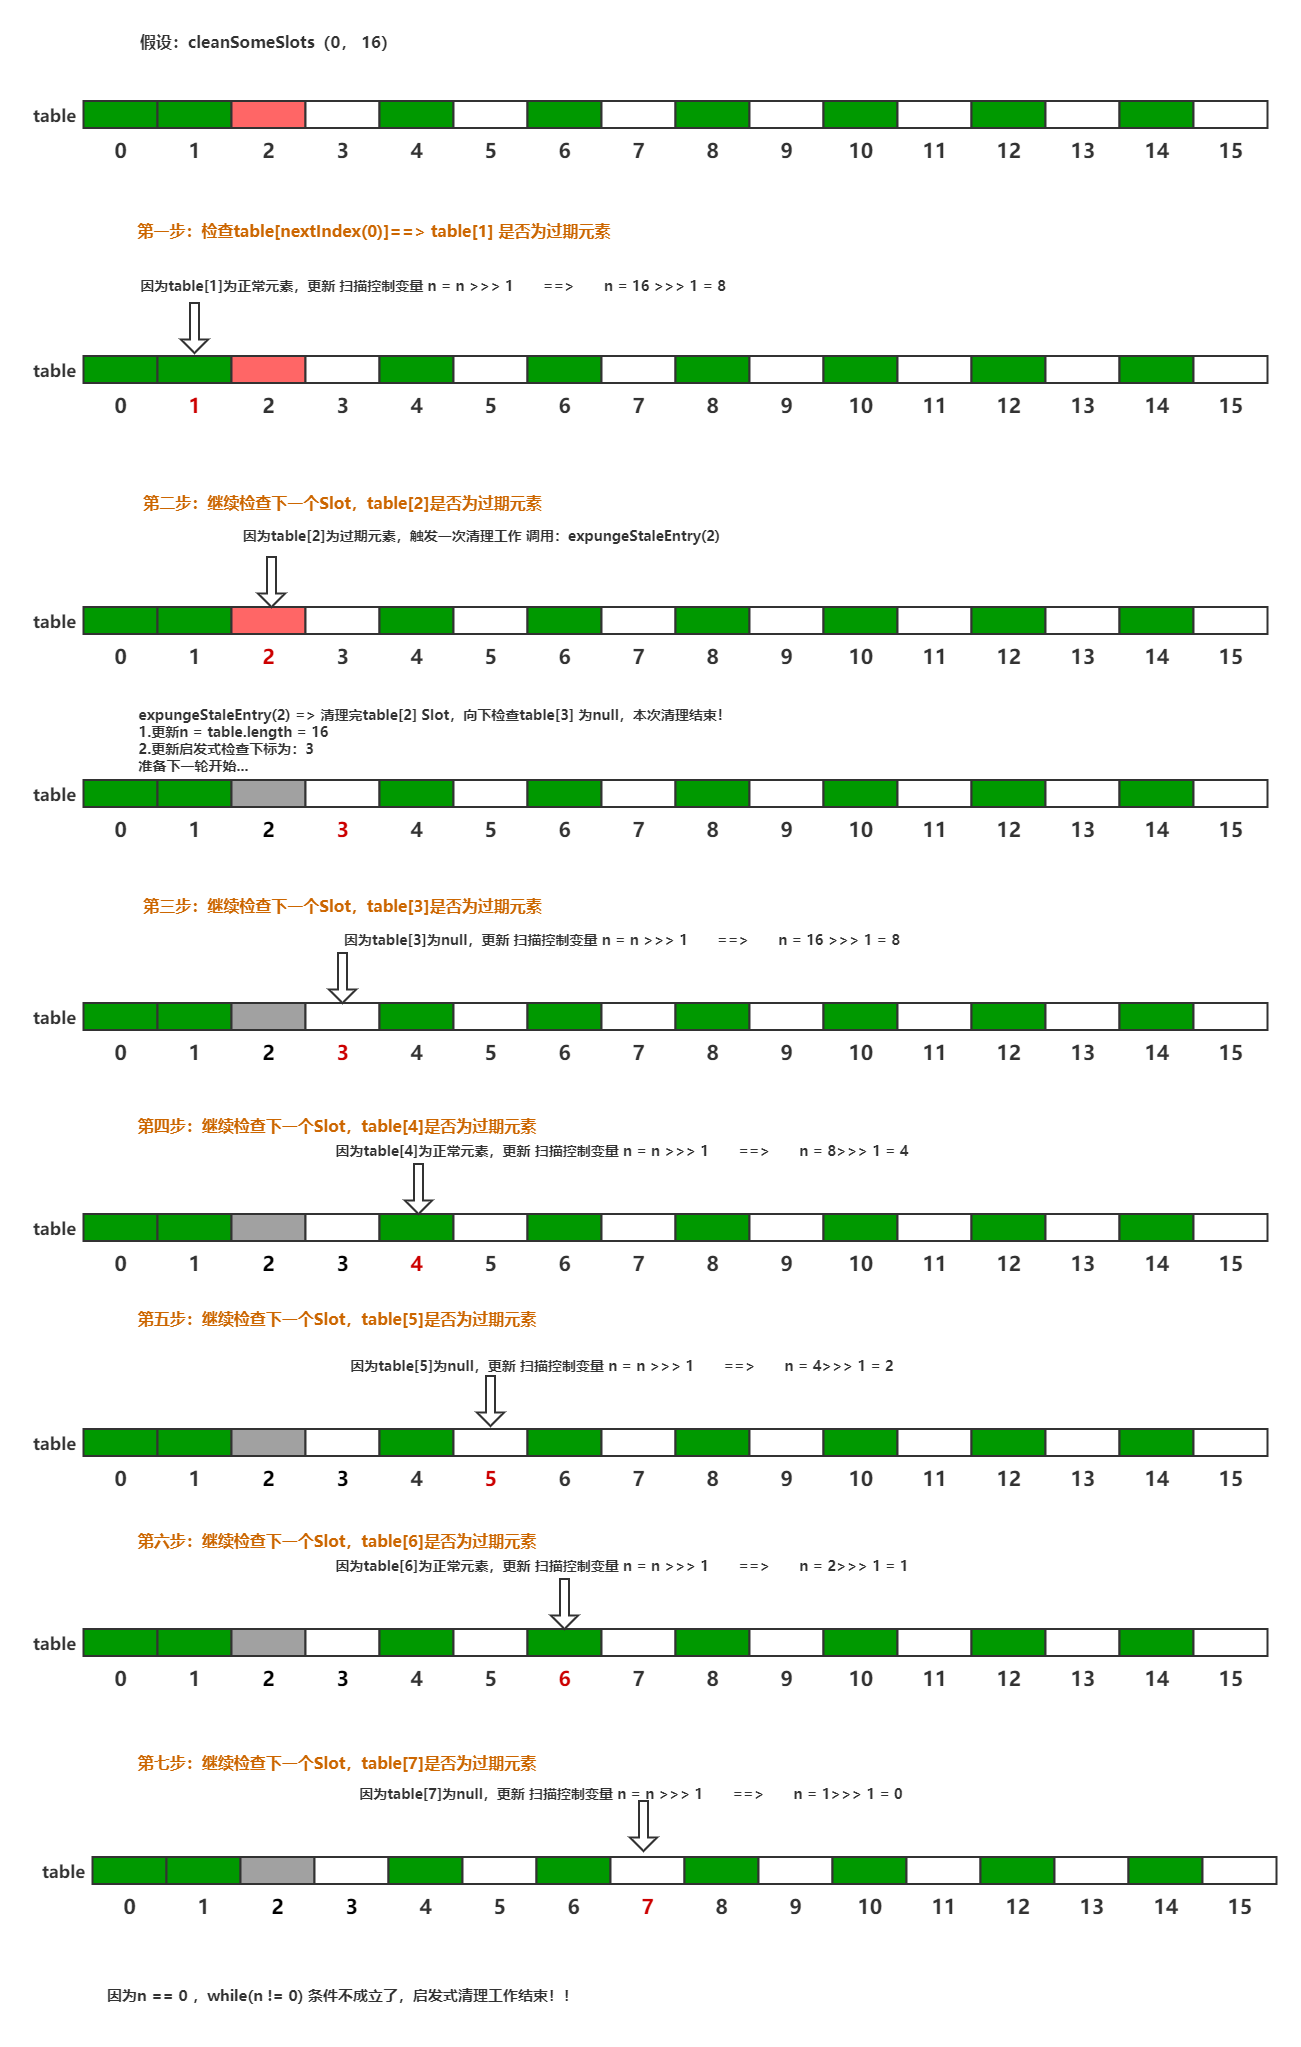 假设：cleanSomeSlots（0， 16）
table
0 1 2 3 4 5 6 7 8 9 10 11 12 13 14 15
第一步：检查table[nextIndex(0)]==> table[1] 是否为过期元素
因为table[1]为正常元素，更新 扫描控制变量 n = n >>> 1 ==> n = 16 >>> 1 = 8
table
0 1 2 3 4 5 6 7 8 9 10 11 12 13 14 15
第二步：继续检查下一个Slot，table[2]是否为过期元素
因为table[2]为过期元素，触发一次清理工作 调用：expungeStaleEntry(2)
table
0 1 2 3 4 5 6 7 8 9 10 11 12 13 14 15
expungeStaleEntry(2) => 清理完table[2] Slot，向下检查table[3] 为null，本次清理结束！
1.更新n = table.length = 16
2.更新启发式检查下标为：3
准备下一轮开始...
table
0 1 2 3 4 5 6 7 8 9 10 11 12 13 14 15
第三步：继续检查下一个Slot，table[3]是否为过期元素
因为table[3]为null，更新 扫描控制变量 n = n >>> 1 ==> n = 16 >>> 1 = 8
table
0 1 2 3 4 5 6 7 8 9 10 11 12 13 14 15
第四步：继续检查下一个Slot，table[4]是否为过期元素
因为table[4]为正常元素，更新 扫描控制变量 n = n >>> 1 ==> n = 8>>> 1 = 4
table
0 1 2 3 4 5 6 7 8 9 10 11 12 13 14 15
第五步：继续检查下一个Slot，table[5]是否为过期元素
因为table[5]为null，更新 扫描控制变量 n = n >>> 1 ==> n = 4>>> 1 = 2
table
0 1 2 3 4 5 6 7 8 9 10 11 12 13 14 15
第六步：继续检查下一个Slot，table[6]是否为过期元素
因为table[6]为正常元素，更新 扫描控制变量 n = n >>> 1 ==> n = 2>>> 1 = 1
table
0 1 2 3 4 5 6 7 8 9 10 11 12 13 14 15
第七步：继续检查下一个Slot，table[7]是否为过期元素
因为table[7]为null，更新 扫描控制变量 n = n >>> 1 ==> n = 1>>> 1 = 0
table
0 1 2 3 4 5 6 7 8 9 10 11 12 13 14 15
因为n == 0 ，while(n != 0) 条件不成立了，启发式清理工作结束！！